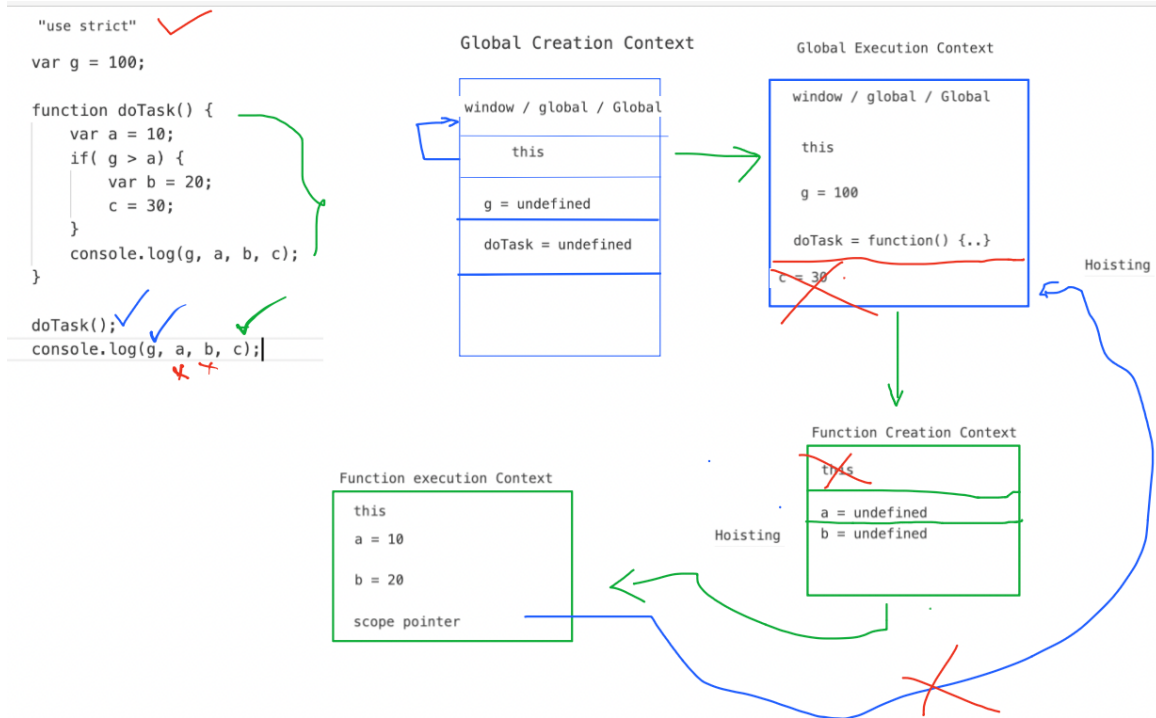 "use strict"
var g = 100;
function doTask() {
var a = 10;
if( g > a) {
var b = 20;
c = 30;
}
console.log(g, a, b, c);
}
doTask();
console.log(g, a, b, c);
Global Creation Context
window / global / Global
this
g = undefined
doTask = undefined
Global Execution Context
window / global / Global
this
g = 100
doTask = function() {..}
c = 30
Hoisting
Function Creation Context
this
a = undefined
b = undefined
Hoisting
Function execution Context
this
a = 10
b = 20
scope pointer